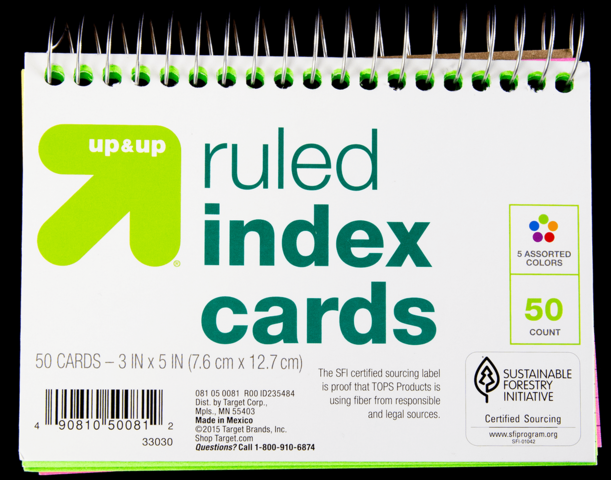 up&up
ruled
index
cards
5 ASSORTED
COLORS
50
COUNT
50 CARDS – 3 IN x 5 IN (7.6 cm x 12.7 cm)
The SFI certified sourcing label
is proof that TOPS Products is
using fiber from responsible
and legal sources.
SUSTAINABLE
FORESTRY
INITIATIVE
Certified Sourcing
www.sfiprogram.org
SFI-01042
4 90810 50081 2
33030
081 05 0081 R00 ID235484
Dist. by Target Corp.,
Mpls., MN 55403
Made in Mexico
©2015 Target Brands, Inc.
Shop Target.com
Questions? Call 1-800-910-6874